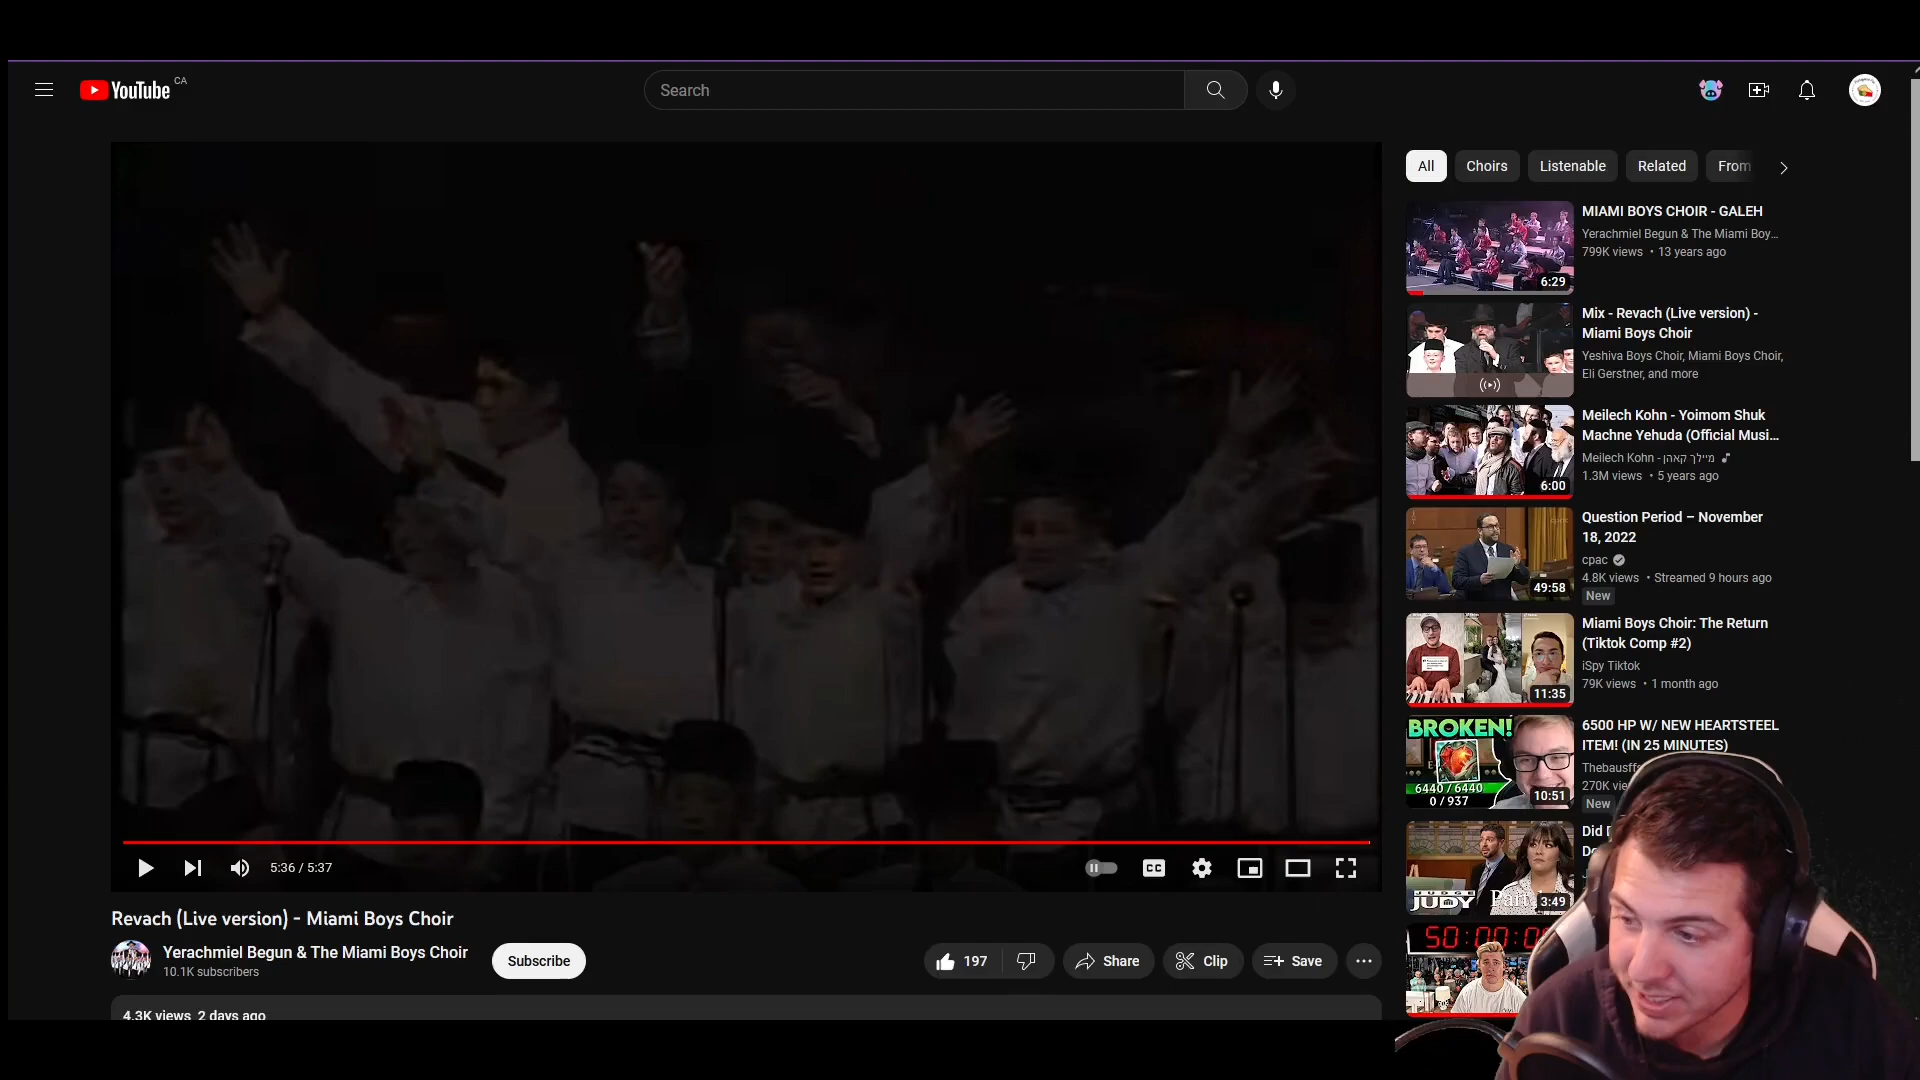 YouTube CA
Search
All
Choirs
Listenable
Related
From
MIAMI BOYS CHOIR - GALEH
Yerachmiel Begun & The Miami Boy...
799K views • 13 years ago
6:29
Mix - Revach (Live version) -
Miami Boys Choir
Yeshiva Boys Choir, Miami Boys Choir,
Eli Gerstner, and more
Meilech Kohn - Yoimom Shuk
Machne Yehuda (Official Musi...
Meilech Kohn - מיילך קאהן
1.3M views • 5 years ago
6:00
Question Period – November
18, 2022
cpac
4.8K views • Streamed 9 hours ago
New
49:58
Miami Boys Choir: The Return
(Tiktok Comp #2)
iSpy Tiktok
79K views • 1 month ago
11:35
BROKEN!
6440 / 6440
0 / 937
10:51
6500 HP W/ NEW HEARTSTEEL
ITEM! (IN 25 MINUTES)
270K
New
Did
JUDGE
JUDY
Part
3:49
5:36 / 5:37
CC
Revach (Live version) - Miami Boys Choir
Yerachmiel Begun & The Miami Boys Choir
10.1K subscribers
Subscribe
197
Share
Clip
Save
4.3K views 2 days ago